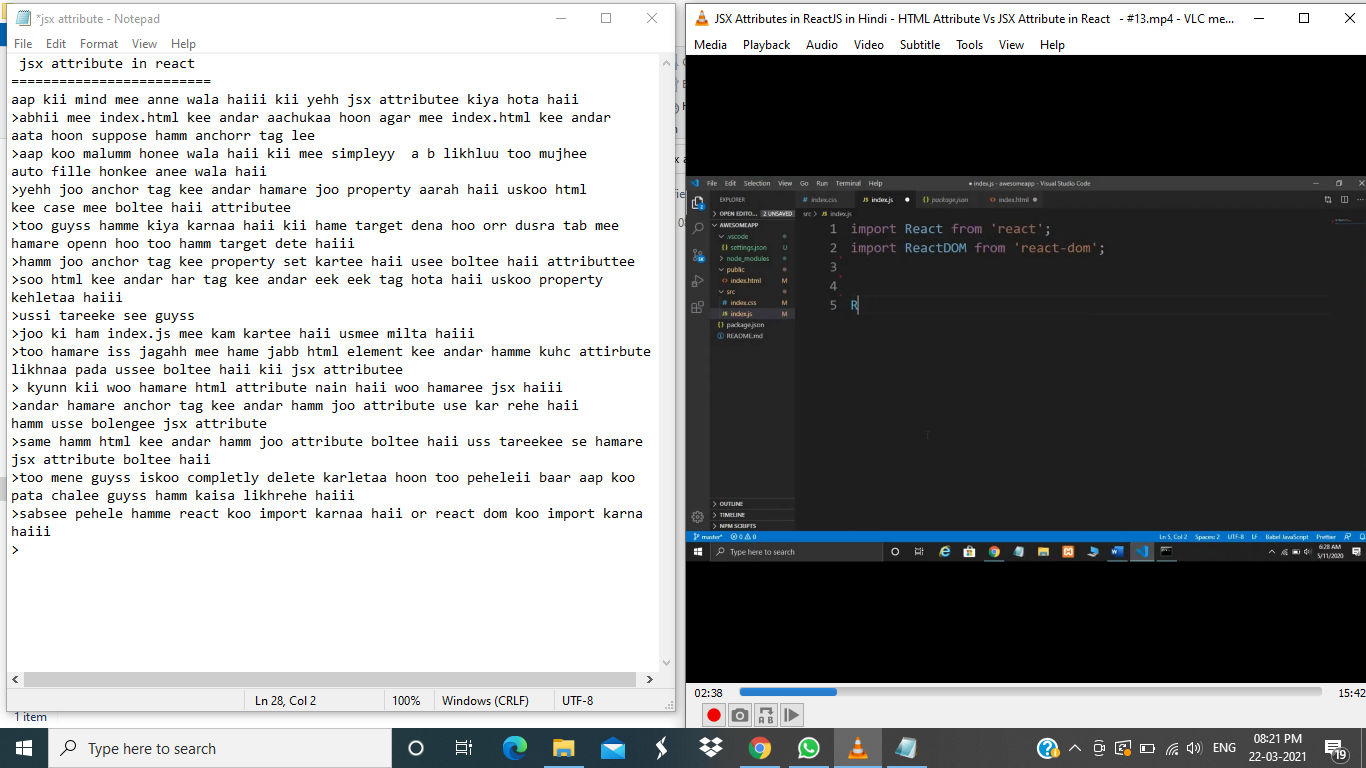 *jsx attribute - Notepad
File Edit Format View Help
jsx attribute in react
=========================
aap kii mind mee anne wala haiii kii yehh jsx attributee kiya hota haii
>abhii mee index.html kee andar aachukaa hoon agar mee index.html kee andar
aata hoon suppose hamm anchorr tag lee
>aap koo malumm honee wala haii kii mee simpleyy  a b likhluu too mujhee
auto fille honkee anee wala haii
>yehh joo anchor tag kee andar hamare joo property aarah haii uskoo html
kee case mee boltee haii attributee
>too guyss hamme kiya karnaa haii kii hame target dena hoo orr dusra tab mee
hamare openn hoo too hamm target dete haiii
>hamm joo anchor tag kee property set kartee haii usee boltee haii attributtee
>soo html kee andar har tag kee andar eek eek tag hota haii uskoo property
kehletaa haiii
>ussi tareeke see guyss
>joo ki ham index.js mee kam kartee haii usmee milta haiii
>too hamare iss jagahh mee hame jabb html element kee andar hamme kuhc attirbute
likhnaa pada ussee boltee haii kii jsx attributee
> kyunn kii woo hamare html attribute nain haii woo hamaree jsx haiii
>andar hamare anchor tag kee andar hamm joo attribute use kar rehe haii
hamm usse bolengee jsx attribute
>same hamm html kee andar hamm joo attribute boltee haii uss tareekee se hamare
jsx attribute boltee haii
>too mene guyss iskoo completly delete karletaa hoon too peheleii baar aap koo
pata chalee guyss hamm kaisa likhrehe haiii
>sabsee pehele hamme react koo import karnaa haii or react dom koo import karna
haiii
>
Ln 28, Col 2 100% Windows (CRLF) UTF-8
1 item
JSX Attributes in ReactJS in Hindi - HTML Attribute Vs JSX Attribute in React - #13.mp4 - VLC me...
Media Playback Audio Video Subtitle Tools View Help
File Edit Selection View Go Run Terminal Help
● index.js - awesomeapp - Visual Studio Code
EXPLORER
# index.css JS index.js ● {} package.json <> index.html ●
OPEN EDITO... 2 UNSAVED
src > JS index.js
AWESOMEAPP
.vscode
settings.json U
node_modules
public
index.html M
src
index.css M
index.js M
package.json
README.md
1 import React from 'react';
2 import ReactDOM from 'react-dom';
3
4
5 R
OUTLINE
TIMELINE
NPM SCRIPTS
master* 0 0 Ln 5, Col 2 Spaces: 2 UTF-8 LF Babel JavaScript Prettier
Type here to search
6:28 AM
5/11/2020
02:38 15:42
Type here to search
ENG
08:21 PM
22-03-2021
19